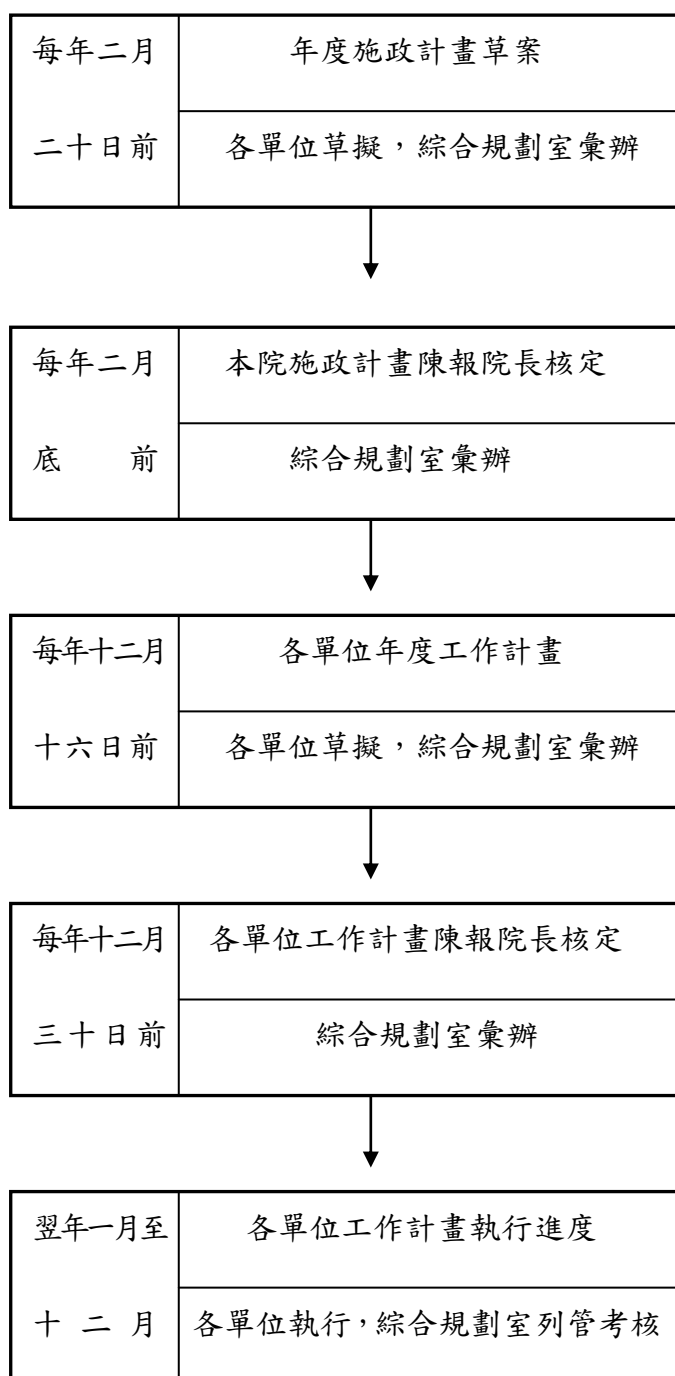 每年二月
二十日前
年度施政計畫草案
各單位草擬，綜合規劃室彙辦
每年二月
底 前
本院施政計畫陳報院長核定
綜合規劃室彙辦
每年十二月
十六日前
各單位年度工作計畫
各單位草擬，綜合規劃室彙辦
每年十二月
三十日前
各單位工作計畫陳報院長核定
綜合規劃室彙辦
翌年一月至
十二月
各單位工作計畫執行進度
各單位執行，綜合規劃室列管考核